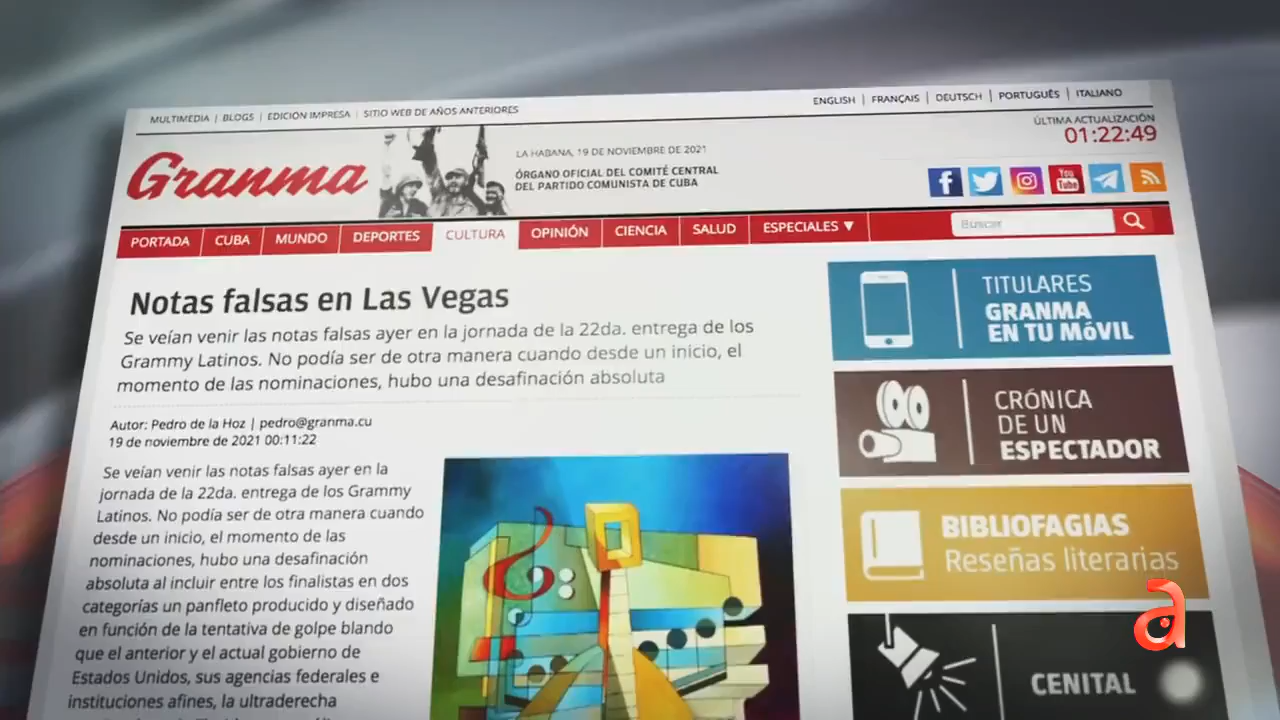 MULTIMEDIA | BLOGS | EDICIÓN IMPRESA | SITIO WEB DE AÑOS ANTERIORES
ENGLISH | FRANÇAIS | DEUTSCH | PORTUGUÊS | ITALIANO
ÚLTIMA ACTUALIZACIÓN
01:22:49
Granma
LA HABANA, 19 DE NOVIEMBRE DE 2021
ÓRGANO OFICIAL DEL COMITÉ CENTRAL
DEL PARTIDO COMUNISTA DE CUBA
You
Tube
PORTADA CUBA MUNDO DEPORTES CULTURA OPINIÓN CIENCIA SALUD ESPECIALES ▼
Buscar
Notas falsas en Las Vegas
Se veían venir las notas falsas ayer en la jornada de la 22da. entrega de los
Grammy Latinos. No podía ser de otra manera cuando desde un inicio, el
momento de las nominaciones, hubo una desafinación absoluta
Autor: Pedro de la Hoz | pedro@granma.cu
19 de noviembre de 2021 00:11:22
Se veían venir las notas falsas ayer en la
jornada de la 22da. entrega de los Grammy
Latinos. No podía ser de otra manera cuando
desde un inicio, el momento de las
nominaciones, hubo una desafinación
absoluta al incluir entre los finalistas en dos
categorías un panfleto producido y diseñado
en función de la tentativa de golpe blando
que el anterior y el actual gobierno de
Estados Unidos, sus agencias federales e
instituciones afines, la ultraderecha
TITULARES
GRANMA
EN TU MóVIL
CRÓNICA
DE UN
ESPECTADOR
BIBLIOFAGIAS
Reseñas literarias
CENITAL
a